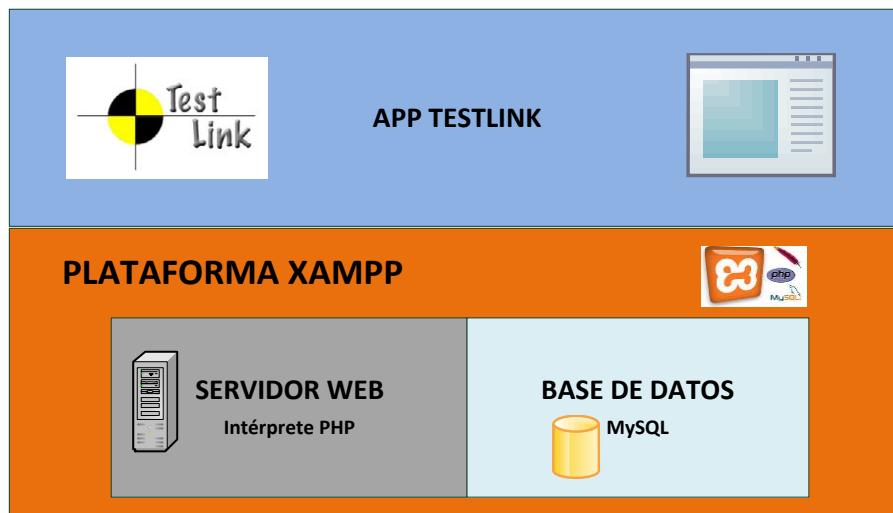 Test
Link
APP TESTLINK
PLATAFORMA XAMPP
php
MySQL
SERVIDOR WEB
Intérprete PHP
BASE DE DATOS
MySQL